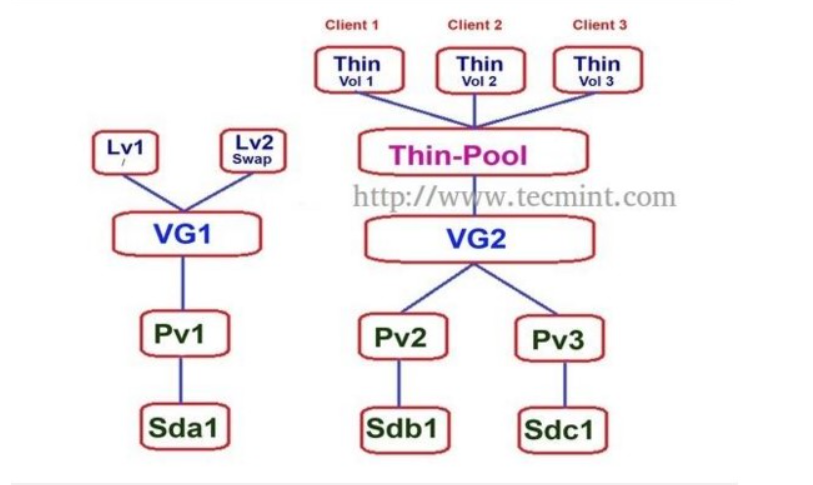 Client 1 Client 2 Client 3
Thin Thin Thin
Vol 1 Vol 2 Vol 3
Lv1 Lv2
/ Swap
Thin-Pool
http://www.tecmint.com
VG1 VG2
Pv1 Pv2 Pv3
Sda1 Sdb1 Sdc1